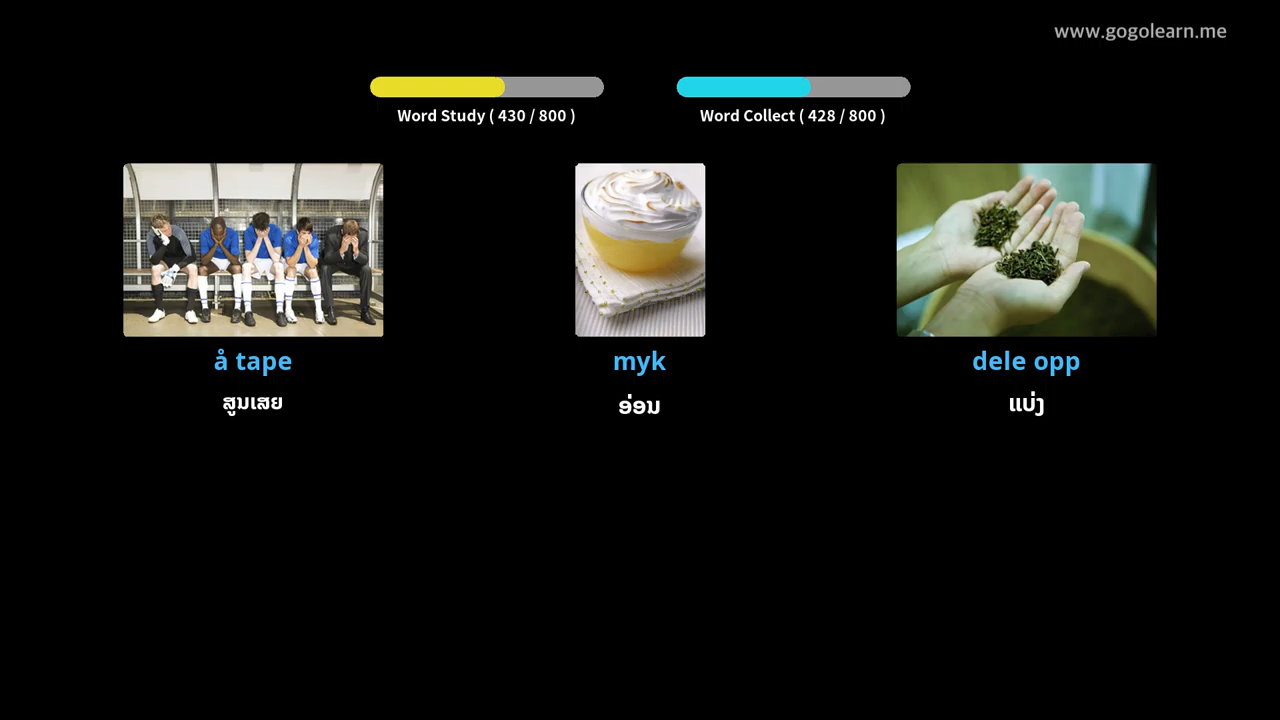 www.gogolearn.me
Word Study ( 430 / 800 )
Word Collect ( 428 / 800 )
å tape
myk
dele opp
ສູນເສຍ
ອ່ອນ
ແບ່ງ